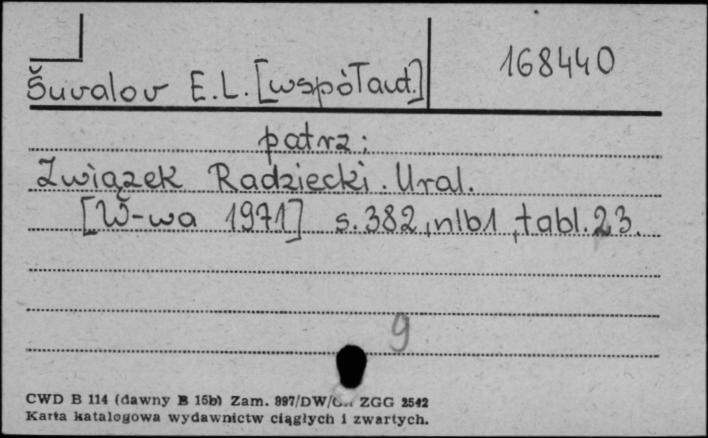 168440
Šuvalov E.L. [współaut.]
patrz:
Związek Radziecki. Ural.
[W-wa 1971] s.382, nlb1, tabl.23.
9
CWD B 114 (dawny B 15b) Zam. 897/DW/ ZGG 2542
Karta katalogowa wydawnictw ciągłych i zwartych.